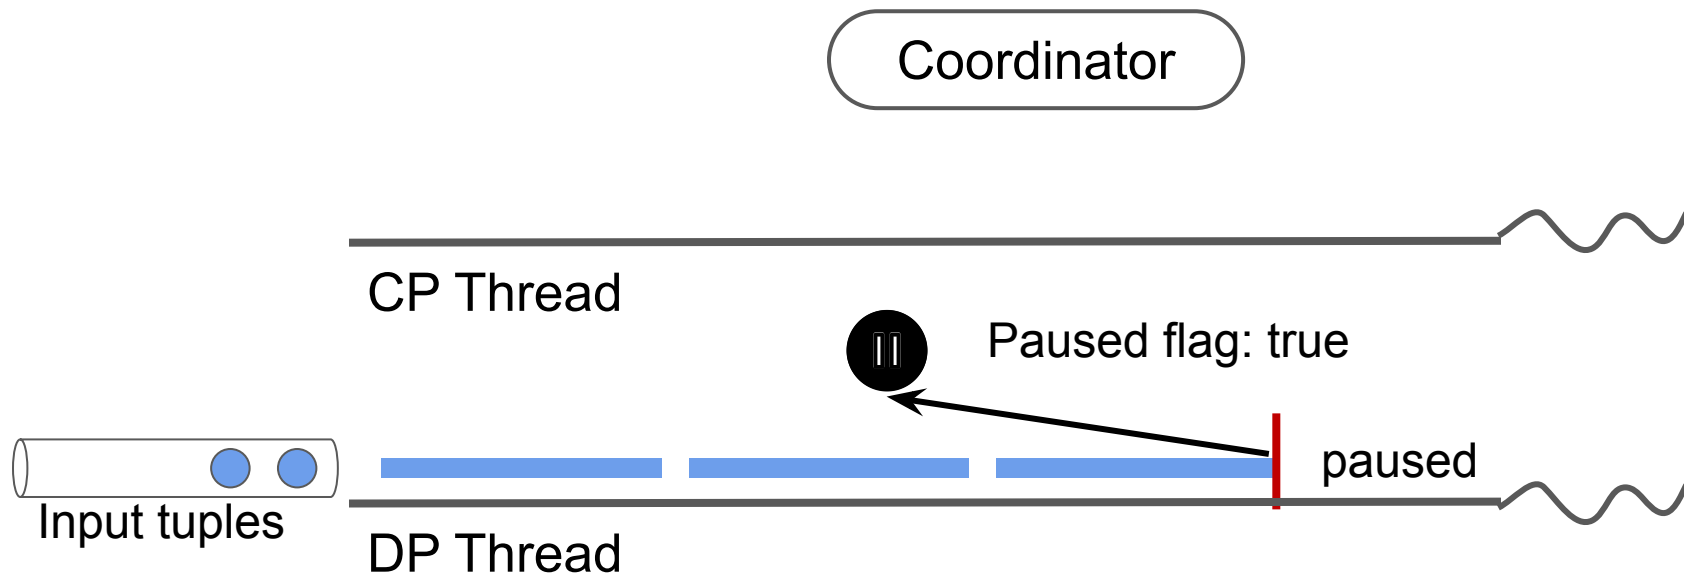 Coordinator
CP Thread
Paused flag: true
paused
Input tuples
DP Thread